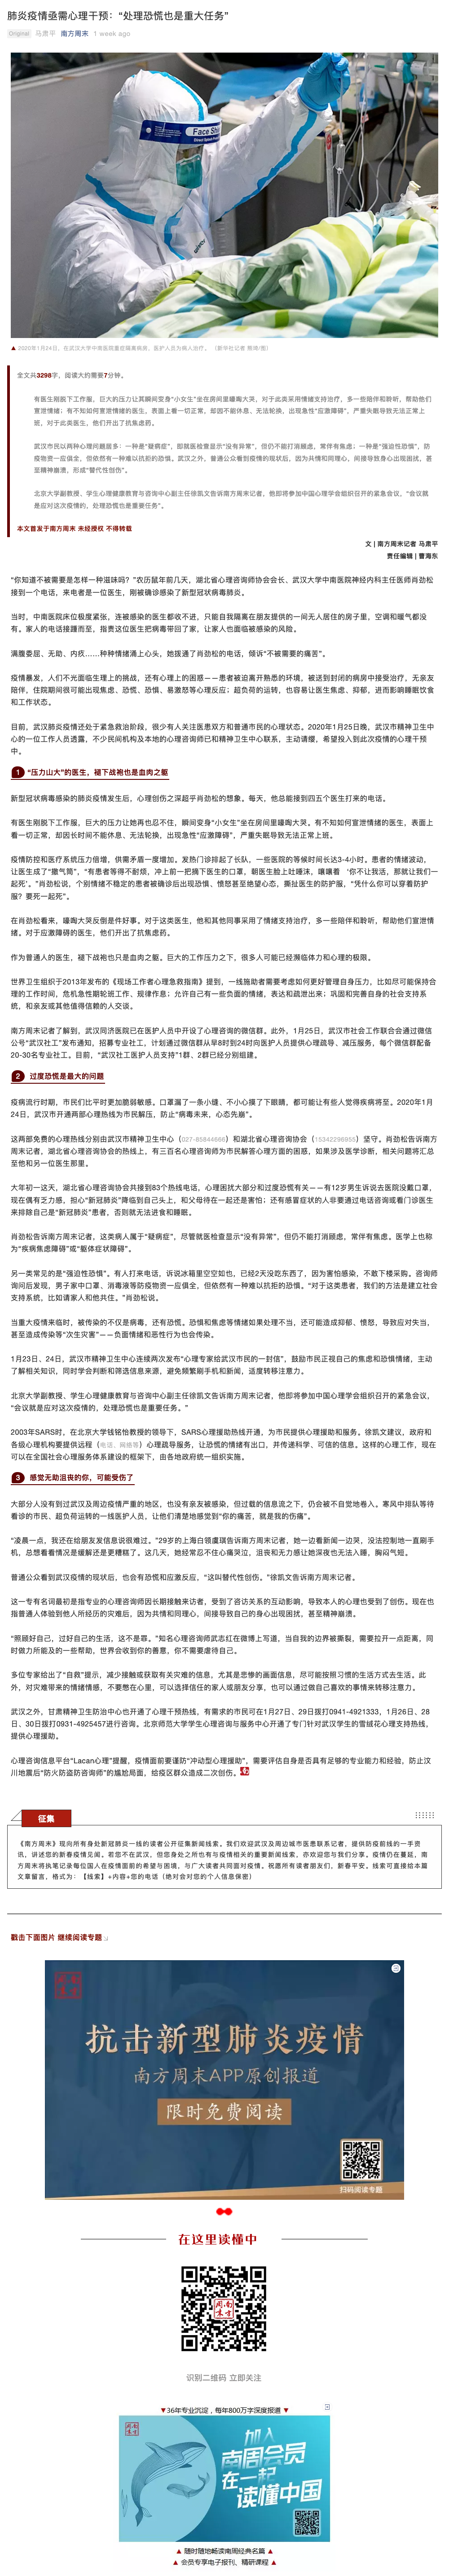 肺炎疫情亟需心理干预：“处理恐慌也是重大任务”
Original 马肃平 南方周末 1 week ago
Face Shield
▲ 2020年1月24日，在武汉大学中南医院重症隔离病房，医护人员为病人治疗。（新华社记者 熊琦/图）
全文共3298字，阅读大约需要7分钟。
有医生刚脱下工作服，巨大的压力让其瞬间变身“小女生”坐在房间里嚎啕大哭，对于此类采用情绪支持治疗，多一些陪伴和聆听，帮助他们
宣泄情绪；有不知如何宣泄情绪的医生，表面上看一切正常，却因不能休息、无法轮换，出现急性“应激障碍”，严重失眠导致无法正常上
班，对于此类医生，他们开出了抗焦虑药。
武汉市民以两种心理问题居多：一种是“疑病症”，即就医检查显示“没有异常”，但仍不能打消顾虑，常伴有焦虑；一种是“强迫性恐惧”，防
疫物资一应俱全，但依然有一种难以抗拒的恐惧。武汉之外，普通公众看到疫情的现状后，因为共情和同理心，间接导致身心出现困扰，甚
至精神崩溃，形成“替代性创伤”。
北京大学副教授、学生心理健康教育与咨询中心副主任徐凯文告诉南方周末记者，他即将参加中国心理学会组织召开的紧急会议，“会议就
是应对这次疫情的，处理恐慌也是重要任务”。
本文首发于南方周末 未经授权 不得转载
文 | 南方周末记者 马肃平
责任编辑 | 曹海东
“你知道不被需要是怎样一种滋味吗？”农历鼠年前几天，湖北省心理咨询师协会会长、武汉大学中南医院神经内科主任医师肖劲松
接到一个电话，来电者是一位医生，刚被确诊感染了新型冠状病毒肺炎。
当时，中南医院床位极度紧张，连被感染的医生都收不进，只能自我隔离在朋友提供的一间无人居住的房子里，空调和暖气都没
有。家人的电话接踵而至，指责这位医生把病毒带回了家，让家人也面临被感染的风险。
满腹委屈、无助、内疚……种种情绪涌上心头，她拨通了肖劲松的电话，倾诉“不被需要的痛苦”。
疫情暴发，人们不光面临生理上的挑战，还有心理上的困惑——患者被迫离开熟悉的环境，被送到封闭的病房中接受治疗，无亲友
陪伴，住院期间很可能出现焦虑、恐慌、恐惧、易激怒等心理反应；超负荷的运转，也容易让医生焦虑、抑郁，进而影响睡眠饮食
和工作状态。
目前，武汉肺炎疫情还处于紧急救治阶段，很少有人关注医患双方和普通市民的心理状态。2020年1月25日晚，武汉市精神卫生中
心的一位工作人员透露，不少民间机构及本地的心理咨询师已和精神卫生中心联系，主动请缨，希望投入到此次疫情的心理干预
中。
1 “压力山大”的医生，褪下战袍也是血肉之躯
新型冠状病毒感染的肺炎疫情发生后，心理创伤之深超乎肖劲松的想象。每天，他总能接到四五个医生打来的电话。
有医生刚脱下工作服，巨大的压力让她再也忍不住，瞬间变身“小女生”坐在房间里嚎啕大哭。有不知如何宣泄情绪的医生，表面上
看一切正常，却因长时间不能休息、无法轮换，出现急性“应激障碍”，严重失眠导致无法正常上班。
疫情防控和医疗系统压力倍增，供需矛盾一度增加。发热门诊排起了长队，一些医院的等候时间长达3-4小时。患者的情绪波动，
让医生成了“撒气筒”，“有患者等得不耐烦，冲上前一把摘下医生的口罩，朝医生脸上吐唾沫，嚷嚷着 ‘你不让我活，那就让我们一
起死’。”肖劲松说，个别情绪不稳定的患者被确诊后出现恐惧、愤怒甚至绝望心态，撕扯医生的防护服，“凭什么你可以穿着防护
服？要死一起死”。
在肖劲松看来，嚎啕大哭反倒是件好事。对于这类医生，他和其他同事采用了情绪支持治疗，多一些陪伴和聆听，帮助他们宣泄情
绪。对于应激障碍的医生，他们开出了抗焦虑药。
作为普通人的医生，褪下战袍也只是血肉之躯。巨大的工作压力之下，很多人可能已经濒临体力和心理的极限。
世界卫生组织于2013年发布的《现场工作者心理急救指南》提到，一线施助者需要考虑如何更好管理自身压力，比如尽可能保持合
理的工作时间，危机急性期轮班工作、规律作息；允许自己有一些负面的情绪，表达和疏泄出来；巩固和完善自身的社会支持系
统，和亲友或其他值得信赖的人交谈。
南方周末记者了解到，武汉同济医院已在医护人员中开设了心理咨询的微信群。此外，1月25日，武汉市社会工作联合会通过微信
公号“武汉社工”发布通知，招募专业社工，计划通过微信群从早8时到24时向医护人员提供心理疏导、减压服务，每个微信群配备
20-30名专业社工。目前，“武汉社工医护人员支持”1群、2群已经分别组建。
2 过度恐慌是最大的问题
疫病流行时期，市民们比平时更加脆弱敏感。口罩漏了一条小缝、不小心摸了下眼睛，都可能让有些人觉得疾病将至。2020年1月
24日，武汉市开通两部心理热线为市民解压，防止“病毒未来，心态先崩”。
这两部免费的心理热线分别由武汉市精神卫生中心（027-85844666）和湖北省心理咨询协会（15342296955）坚守。肖劲松告诉南方
周末记者，湖北省心理咨询师协会的热线上，有三百名心理咨询师为市民解答心理方面的困惑，如果涉及医学诊断，相关问题将汇总
至他和另一位医生那里。
大年初一这天，湖北省心理咨询师协会共接到83个热线电话，心理困扰大部分和过度恐慌有关——有12岁男生诉说去医院没戴口罩，
现在偶有乏力感，担心“新冠肺炎”降临到自己头上，和父母待在一起还是害怕；还有感冒症状的人非要通过电话咨询或看门诊医生
来排除自己是“新冠肺炎”患者，否则就无法进食和睡眠。
肖劲松告诉南方周末记者，这类病人属于“疑病症”，尽管就医检查显示“没有异常”，但仍不能打消顾虑，常伴有焦虑。医学上也称
为“疾病焦虑障碍”或“躯体症状障碍”。
另一类常见的是“强迫性恐惧”。有人打来电话，诉说冰箱里空空如也，已经2天没吃东西了，因为害怕感染，不敢下楼采购。咨询师
询问后发现，男子家中口罩、消毒液等防疫物资一应俱全，但依然有一种难以抗拒的恐惧。“对于这类患者，我们的方法是建立社会
支持系统，比如请家人和他共住。”肖劲松说。
当重大疫情来临时，被传染的不仅是病毒，还有恐慌。恐惧和焦虑等情绪如果处理不当，还可能造成抑郁、愤怒，导致应对失当，
甚至造成传染等“次生灾害”——负面情绪和恶性行为也会传染。
1月23日、24日，武汉市精神卫生中心连续两次发布“心理专家给武汉市民的一封信”，鼓励市民正视自己的焦虑和恐惧情绪，主动
了解相关知识，同时学会判断和筛选信息来源，避免频繁刷手机和新闻，适度转移注意力。
北京大学副教授、学生心理健康教育与咨询中心副主任徐凯文告诉南方周末记者，他即将参加中国心理学会组织召开的紧急会议，
“会议就是应对这次疫情的，处理恐慌也是重要任务。”
2003年SARS时，在北京大学钱铭怡教授的领导下，SARS心理援助热线开通，为市民提供心理援助和服务。徐凯文建议，政府和
各级心理机构要提供远程（电话、网络等）心理疏导服务，让恐慌的情绪有出口，并传递科学、可信的信息。这样的心理工作，现在
可以在全国社会心理服务体系建设的框架下，由各地政府统一组织实施。
3 感觉无助沮丧的你，可能受伤了
大部分人没有到过武汉及周边疫情严重的地区，也没有亲友被感染，但过载的信息流之下，仍会被不自觉地卷入。寒风中排队等待
看诊的市民、超负荷运转的一线医护人员，让他们清楚地感觉到“你的痛苦，就是我的伤痛”。
“凌晨一点，我还在给朋友发信息说很难过。”29岁的上海白领虞琪告诉南方周末记者，她一边看新闻一边哭，没法控制地一直刷手
机，总想看看情况是缓解还是更糟糕了。这几天，她经常忍不住心痛哭泣，沮丧和无力感让她深夜也无法入睡，胸闷气短。
普通公众看到武汉疫情的现状后，也会有恐慌和应激反应，“这叫替代性创伤。”徐凯文告诉南方周末记者。
这一专有名词最初是指专业的心理咨询师因长期接触来访者，受到了咨访关系的互动影响，导致本人的心理也受到了创伤。现在也
指普通人体验到他人所经历的灾难后，因为共情和同理心，间接导致自己的身心出现困扰，甚至精神崩溃。
“照顾好自己，过好自己的生活，这不是罪。”知名心理咨询师武志红在微博上写道，当自我的边界被撕裂，需要拉开一点距离，同
时做力所能及的一些帮助，世界会收到你的善意，你不需要虐待自己。
多位专家给出了“自救”提示，减少接触或获取有关灾难的信息，尤其是悲惨的画面信息，尽可能按照习惯的生活方式去生活。此
外，对灾难带来的情绪情感，不要憋在心里，可以选择信任的家人或朋友分享，也可以通过做自己喜欢的事情来转移注意力。
武汉之外，甘肃精神卫生防治中心也开通了心理干预热线，有需求的市民可在1月27日、29日拨打0941-4921333，1月26日、28
日、30日拨打0931-4925457进行咨询。北京师范大学学生心理咨询与服务中心开通了专门针对武汉学生的雪绒花心理支持热线，
提供心理援助。
心理咨询信息平台“Lacan心理”提醒，疫情面前要谨防“冲动型心理援助”，需要评估自身是否具有足够的专业能力和经验，防止汶
川地震后“防火防盗防咨询师”的尴尬局面，给疫区群众造成二次创伤。
征集
《南方周末》现向所有身处新冠肺炎一线的读者公开征集新闻线索。我们欢迎武汉及周边城市医患联系记者，提供防疫前线的一手资
讯，讲述您的新春疫情见闻。若您不在武汉，但您身处之所也有与疫情相关的重要新闻线索，亦欢迎您与我们分享。疫情仍在蔓延，南
方周末将执笔记录每位国人在疫情面前的希望与困境，与广大读者共同面对疫情。祝愿所有读者朋友们，新春平安。线索可直接给本篇
文章留言，格式为：【线索】+内容+您的电话（绝对会对您的个人信息保密）
戳击下面图片 继续阅读专题
抗击新型肺炎疫情
南方周末APP原创报道
限时免费阅读
扫码阅读专题
在这里读懂中
识别二维码 立即关注
▼36年专业沉淀，每年800万字深度报道▼
加入
南周会员
在一起
读懂中国
▲ 随时随地畅读南周经典名篇 ▲
▲ 会员专享电子报刊、精研课程 ▲